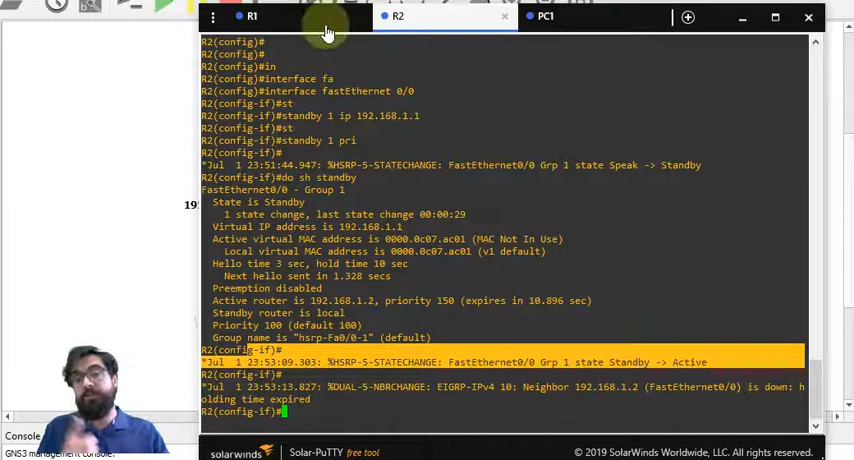 R1
R2
PC1
R2(config)#
R2(config)#
R2(config)#in
R2(config)#interface fa
R2(config)#interface fastEthernet 0/0
R2(config-if)#st
R2(config-if)#standby 1 ip 192.168.1.1
R2(config-if)#st
R2(config-if)#standby 1 pri
R2(config-if)#
*Jul  1 23:51:44.947: %HSRP-5-STATECHANGE: FastEthernet0/0 Grp 1 state Speak -> Standby
R2(config-if)#do sh standby
FastEthernet0/0 - Group 1
  State is Standby
    1 state change, last state change 00:00:29
  Virtual IP address is 192.168.1.1
  Active virtual MAC address is 0000.0c07.ac01 (MAC Not In Use)
    Local virtual MAC address is 0000.0c07.ac01 (v1 default)
  Hello time 3 sec, hold time 10 sec
    Next hello sent in 1.328 secs
  Preemption disabled
  Active router is 192.168.1.2, priority 150 (expires in 10.896 sec)
  Standby router is local
  Priority 100 (default 100)
  Group name is "hsrp-Fa0/0-1" (default)
R2(config-if)#
*Jul  1 23:53:09.303: %HSRP-5-STATECHANGE: FastEthernet0/0 Grp 1 state Standby -> Active
R2(config-if)#
*Jul  1 23:53:13.827: %DUAL-5-NBRCHANGE: EIGRP-IPv4 10: Neighbor 192.168.1.2 (FastEthernet0/0) is down: h
olding time expired
R2(config-if)#
19
Console
GNS3 management console.
solarwinds
Solar-PuTTY free tool
© 2019 SolarWinds Worldwide, LLC. All rights reserved.